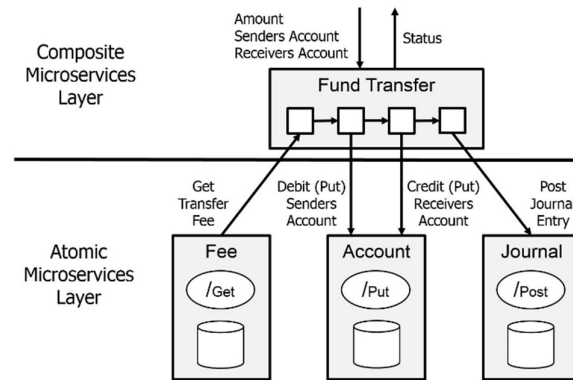 Amount
Senders Account
Receivers Account
Status
Composite
Microservices
Layer
Fund Transfer
Get
Transfer
Fee
Debit (Put)
Senders
Account
Credit (Put)
Receivers
Account
Post
Journal
Entry
Atomic
Microservices
Layer
Fee
/Get
Account
/Put
Journal
/Post